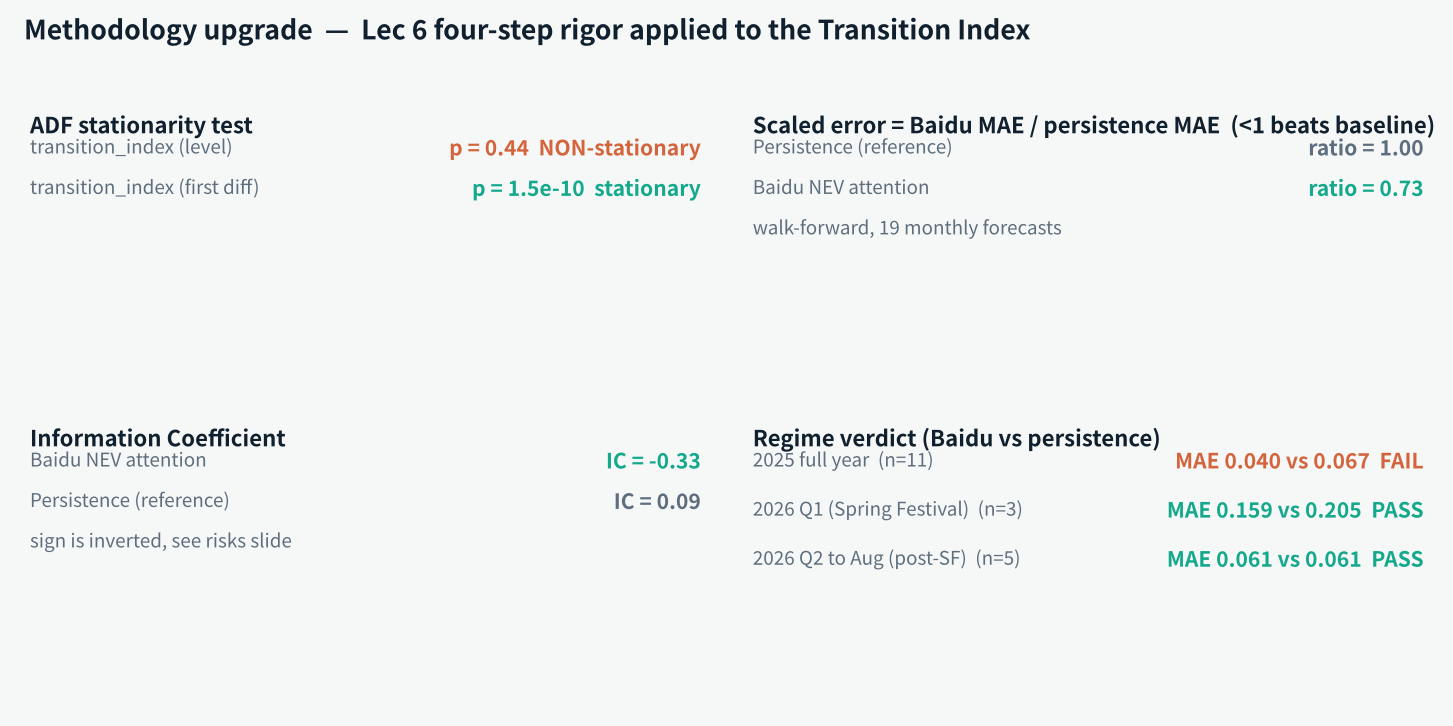 Methodology upgrade — Lec 6 four-step rigor applied to the Transition Index
ADF stationarity test
transition_index (level) p = 0.44 NON-stationary
transition_index (first diff) p = 1.5e-10 stationary
Scaled error = Baidu MAE / persistence MAE (<1 beats baseline)
Persistence (reference) ratio = 1.00
Baidu NEV attention ratio = 0.73
walk-forward, 19 monthly forecasts
Information Coefficient
Baidu NEV attention IC = -0.33
Persistence (reference) IC = 0.09
sign is inverted, see risks slide
Regime verdict (Baidu vs persistence)
2025 full year (n=11) MAE 0.040 vs 0.067 FAIL
2026 Q1 (Spring Festival) (n=3) MAE 0.159 vs 0.205 PASS
2026 Q2 to Aug (post-SF) (n=5) MAE 0.061 vs 0.061 PASS